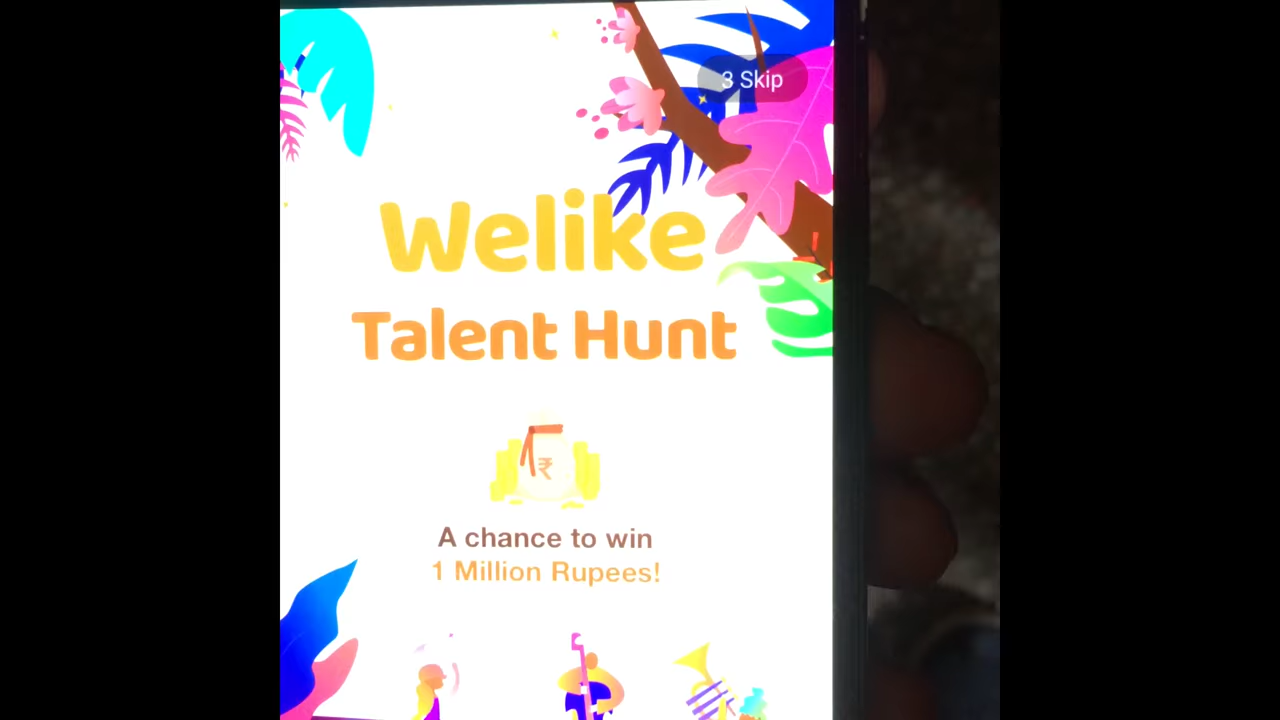 3 Skip
Welike
Talent Hunt
₹
A chance to win
1 Million Rupees!